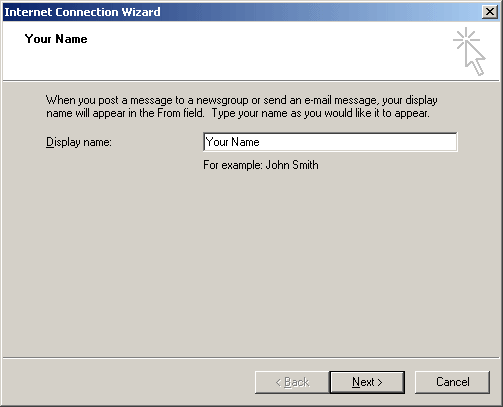 Internet Connection Wizard
Your Name
When you post a message to a newsgroup or send an e-mail message, your display
name will appear in the From field.  Type your name as you would like it to appear.
Display name:
Your Name
For example: John Smith
< Back
Next >
Cancel